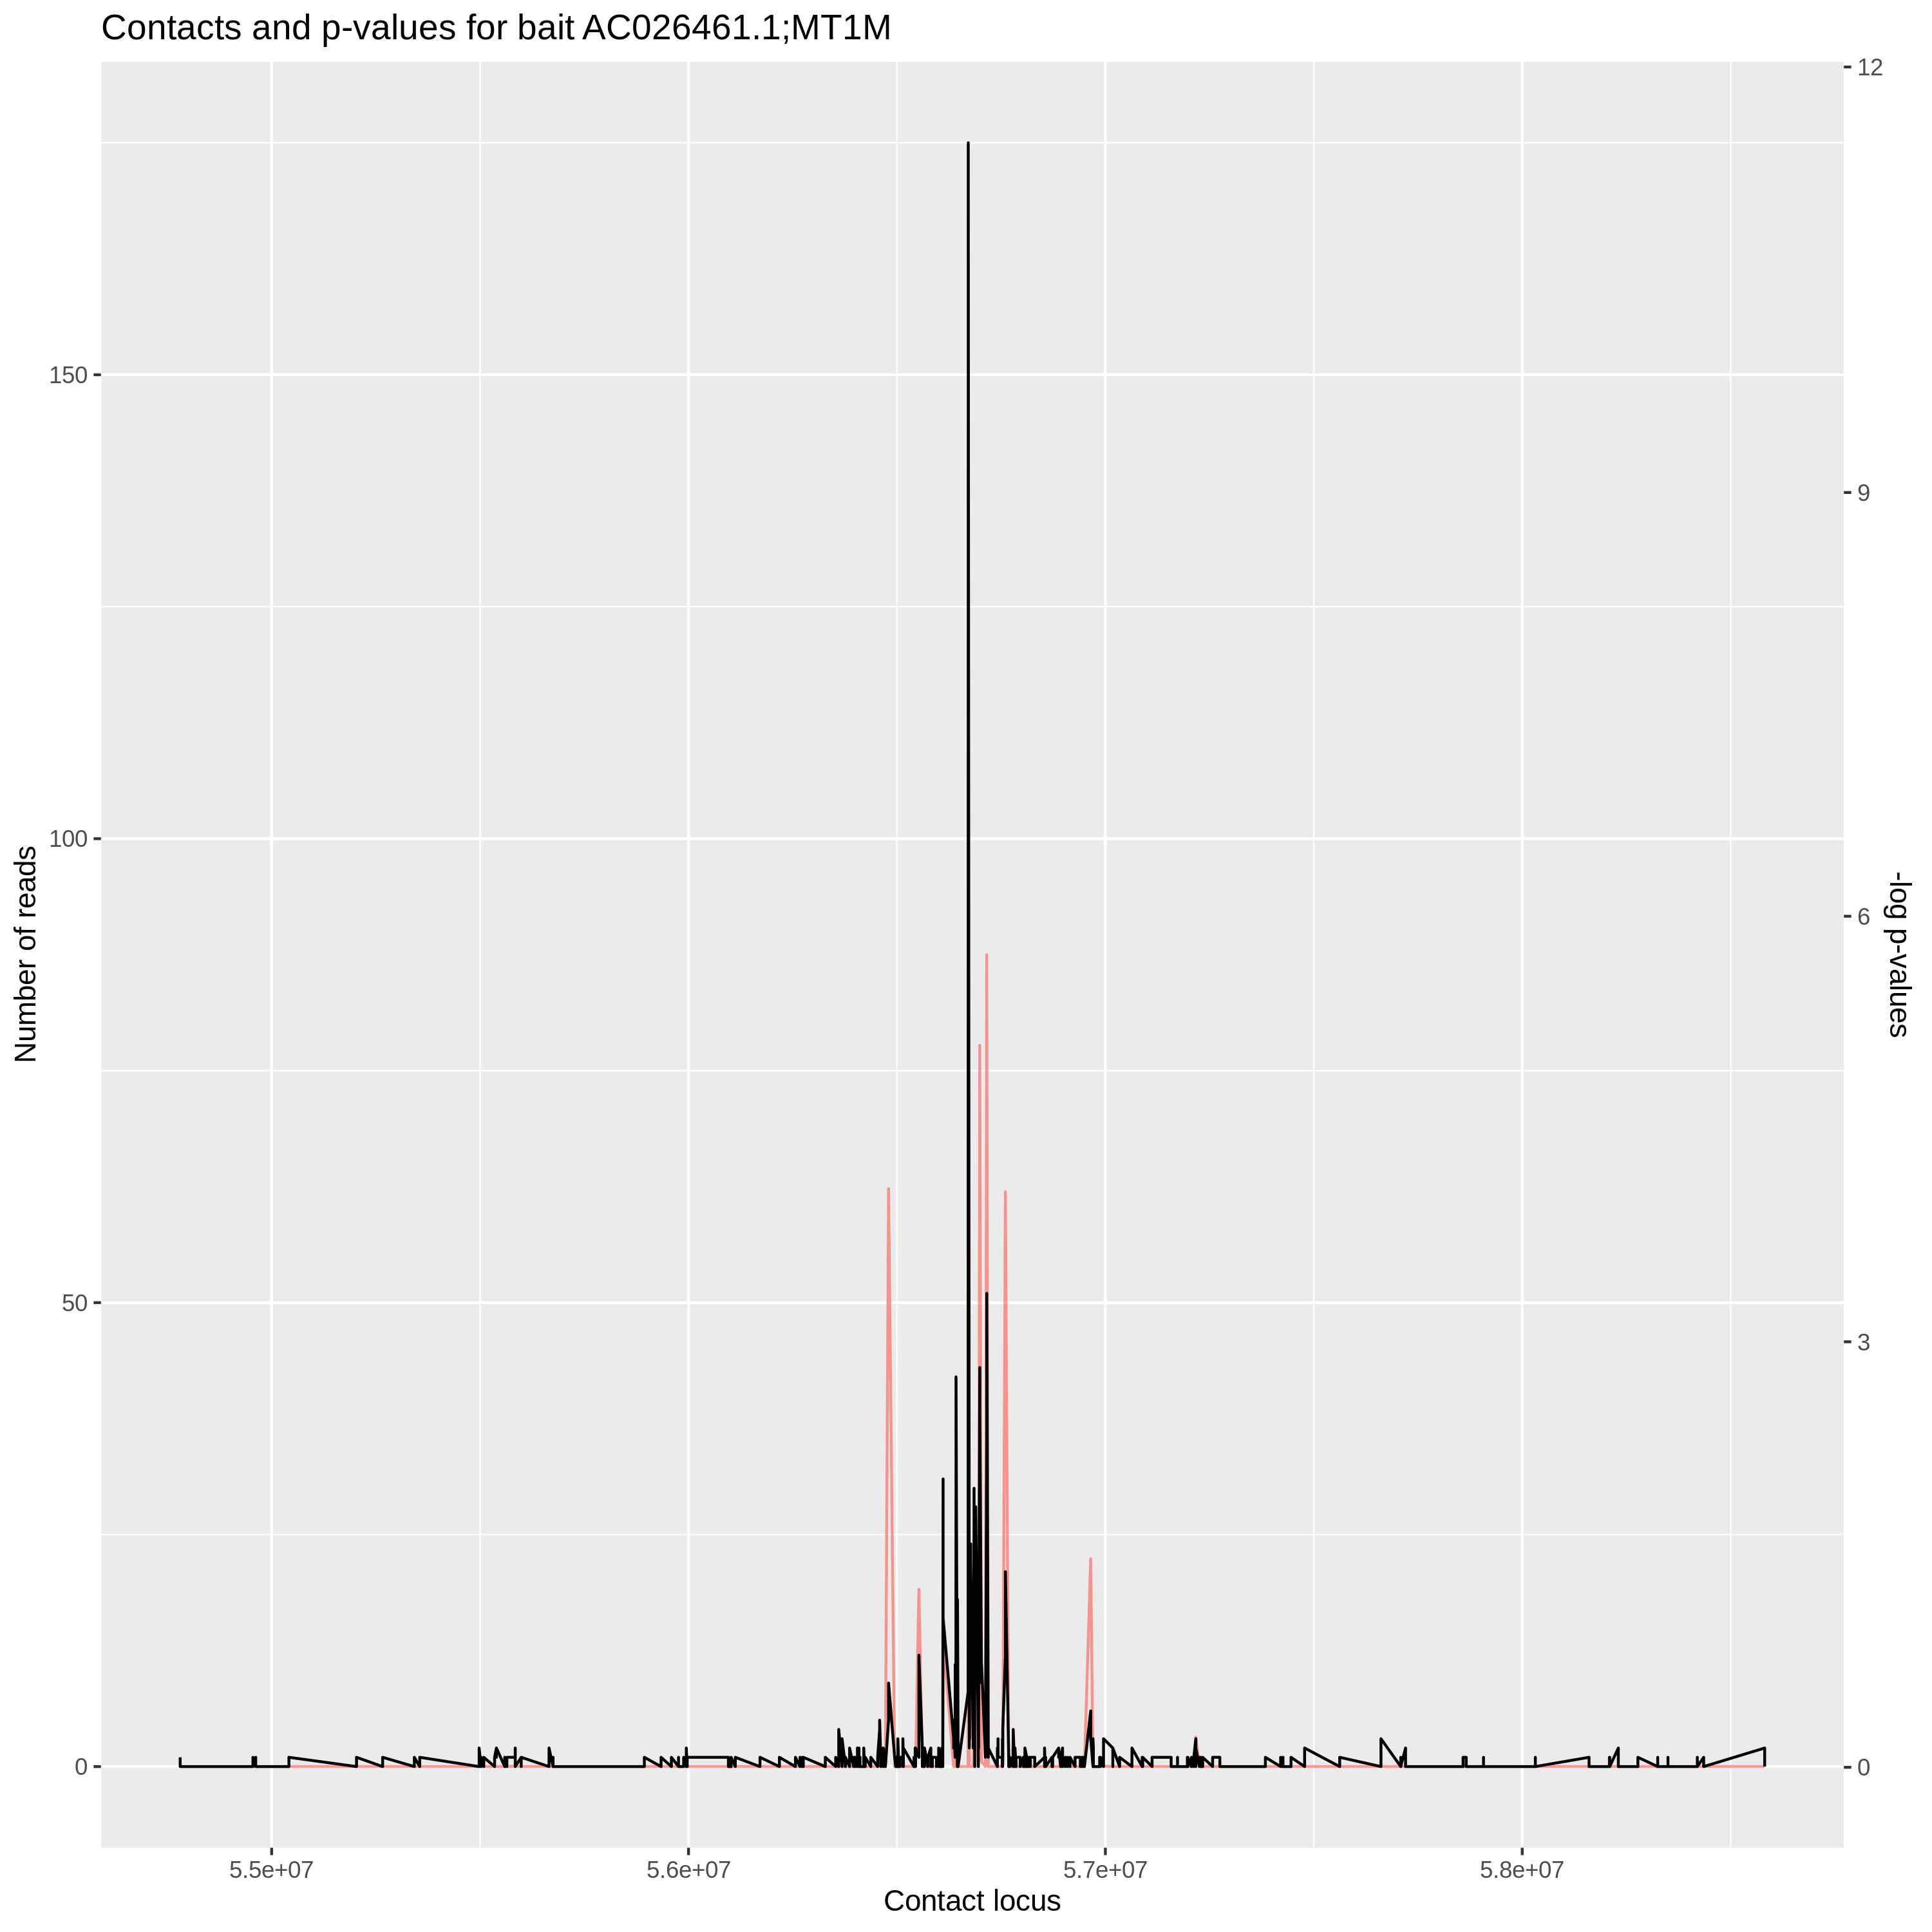 Contacts and p-values for bait AC026461.1;MT1M
12
150
9
100
6
50
3
0
0
Number of reads
-log p-values
5.5e+07
5.6e+07
5.7e+07
5.8e+07
Contact locus